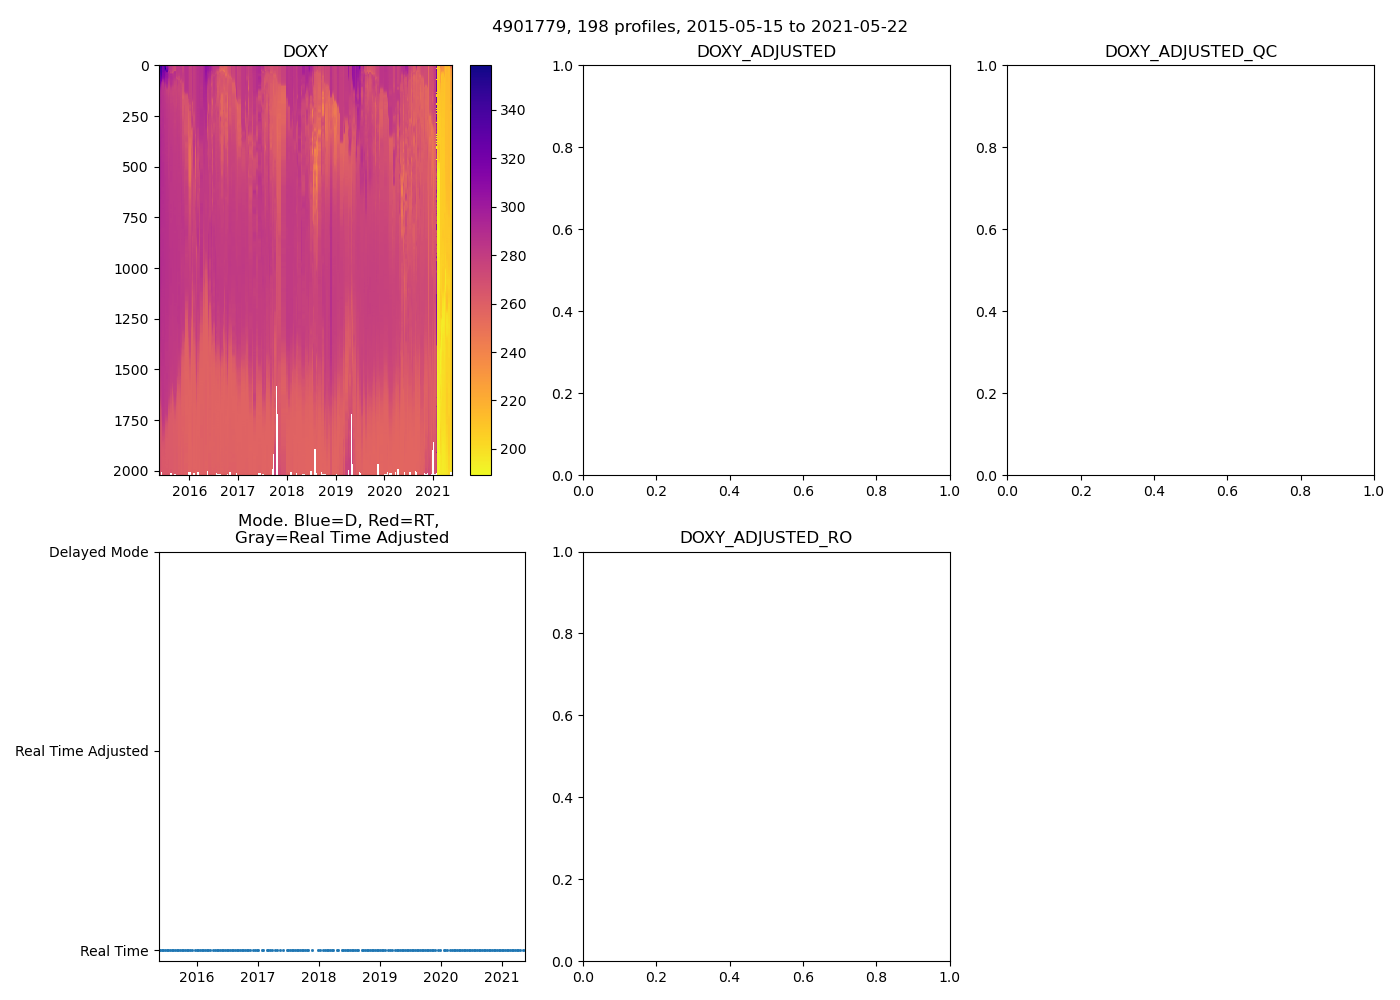 4901779, 198 profiles, 2015-05-15 to 2021-05-22
DOXY
0
250
500
750
1000
1250
1500
1750
2000
2016 2017 2018 2019 2020 2021
340
320
300
280
260
240
220
200
DOXY_ADJUSTED
1.0
0.8
0.6
0.4
0.2
0.0
0.0 0.2 0.4 0.6 0.8 1.0
DOXY_ADJUSTED_QC
1.0
0.8
0.6
0.4
0.2
0.0
0.0 0.2 0.4 0.6 0.8 1.0
Mode. Blue=D, Red=RT,
Gray=Real Time Adjusted
Delayed Mode
Real Time Adjusted
Real Time
2016 2017 2018 2019 2020 2021
DOXY_ADJUSTED_RO
1.0
0.8
0.6
0.4
0.2
0.0
0.0 0.2 0.4 0.6 0.8 1.0